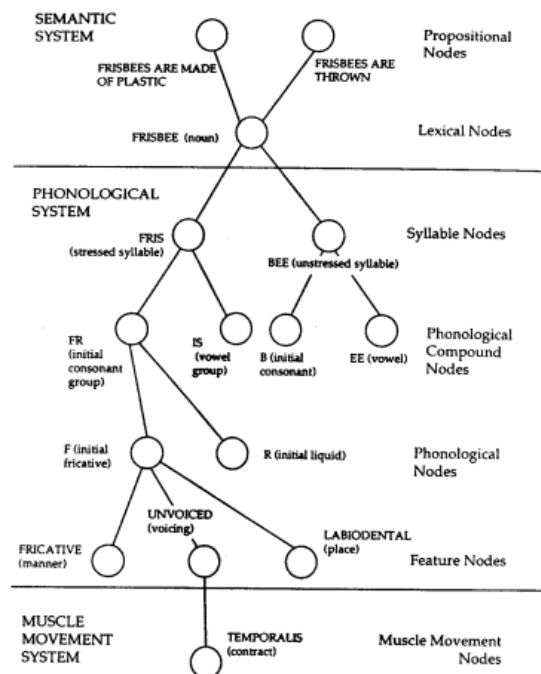 SEMANTIC
SYSTEM
Propositional
Nodes
FRISBEES ARE MADE
OF PLASTIC
FRISBEES ARE
THROWN
FRISBEE (noun)
Lexical Nodes
PHONOLOGICAL
SYSTEM
FRIS
(stressed syllable)
BEE (unstressed syllable)
Syllable Nodes
FR
(initial
consonant
group)
IS
(vowel
group)
B (initial
consonant)
EE (vowel)
Phonological
Compound
Nodes
F (initial
fricative)
R (initial liquid)
Phonological
Nodes
UNVOICED
(voicing)
FRICATIVE
(manner)
LABIODENTAL
(place)
Feature Nodes
MUSCLE
MOVEMENT
SYSTEM
TEMPORALIS
(contract)
Muscle Movement
Nodes